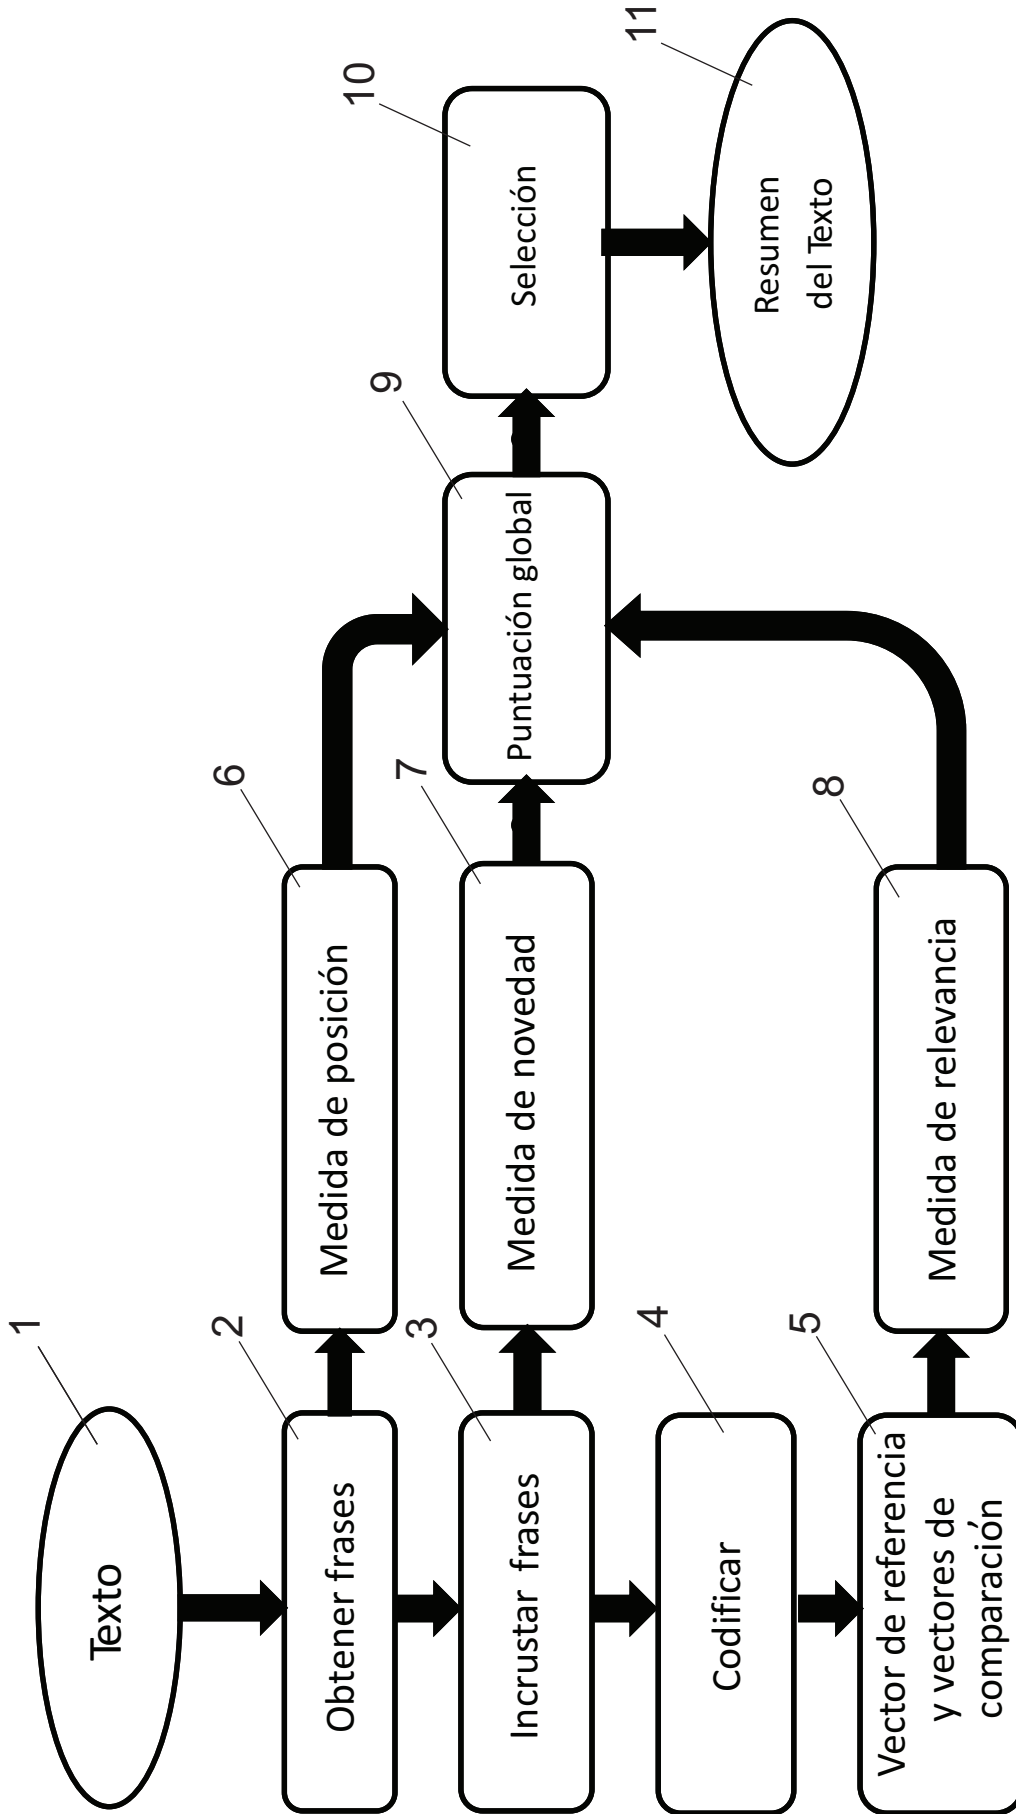 1
Texto
2
Obtener frases
3
Incrustar frases
4
Codificar
5
Vector de referencia
y vectores de
comparación
6
Medida de posición
7
Medida de novedad
8
Medida de relevancia
9
Puntuación global
10
Selección
11
Resumen
del Texto